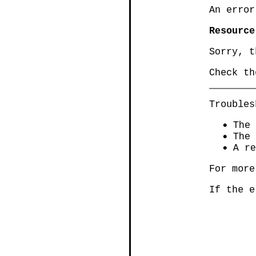 An error
Resource
Sorry, t
Check th
Troubles
The
The
A re
For more
If the e